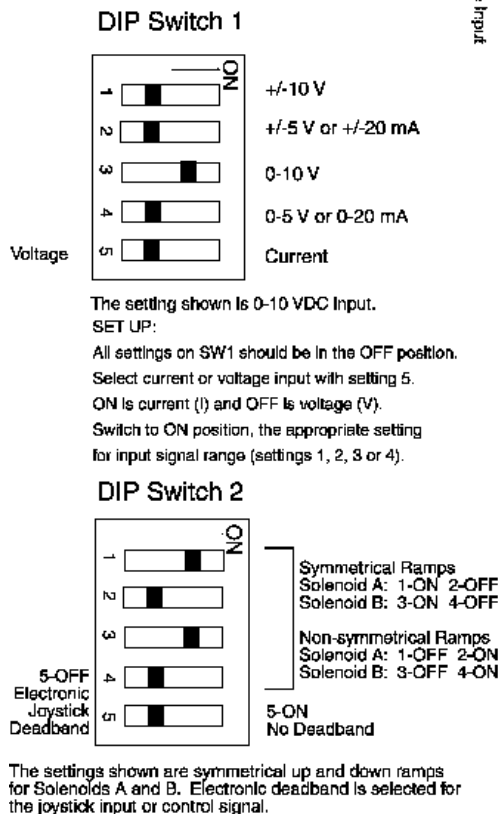 Input
DIP Switch 1
ON
1 +/-10 V
2 +/-5 V or +/-20 mA
3 0-10 V
4 0-5 V or 0-20 mA
Voltage 5 Current
The setting shown is 0-10 VDC Input.
SET UP:
All settings on SW1 should be in the OFF position.
Select current or voltage input with setting 5.
ON is current (I) and OFF is voltage (V).
Switch to ON position, the appropriate setting
for input signal range (settings 1, 2, 3 or 4).
DIP Switch 2
ON
1
2
3
4
5
Symmetrical Ramps
Solenoid A: 1-ON 2-OFF
Solenoid B: 3-ON 4-OFF
Non-symmetrical Ramps
Solenoid A: 1-OFF 2-ON
Solenoid B: 3-OFF 4-ON
5-OFF
Electronic
Joystick
Deadband
5-ON
No Deadband
The settings shown are symmetrical up and down ramps
for Solenoids A and B. Electronic deadband is selected for
the joystick input or control signal.